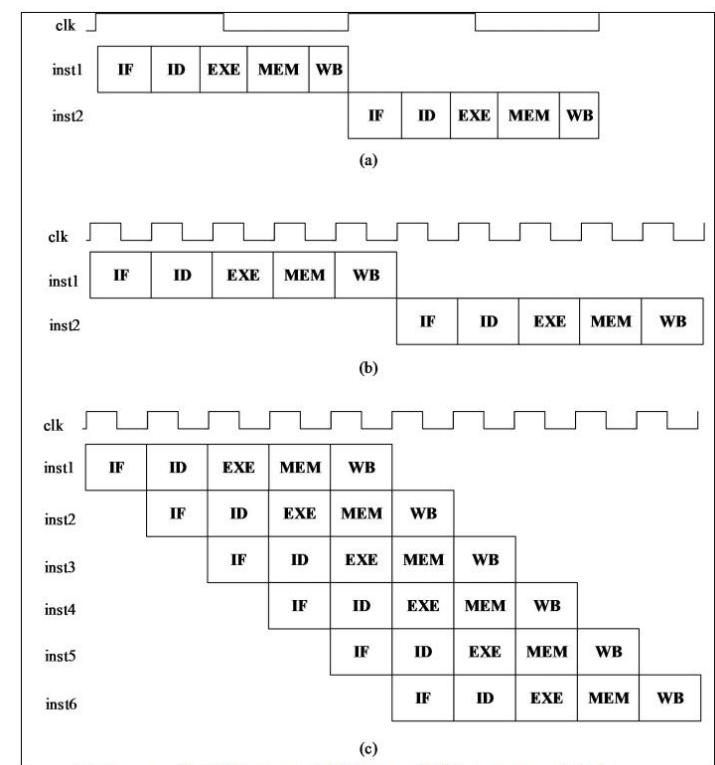 clk
inst1 IF ID EXE MEM WB
inst2 IF ID EXE MEM WB
(a)
clk
inst1 IF ID EXE MEM WB
inst2 IF ID EXE MEM WB
(b)
clk
inst1 IF ID EXE MEM WB
inst2 IF ID EXE MEM WB
inst3 IF ID EXE MEM WB
inst4 IF ID EXE MEM WB
inst5 IF ID EXE MEM WB
inst6 IF ID EXE MEM WB
(c)